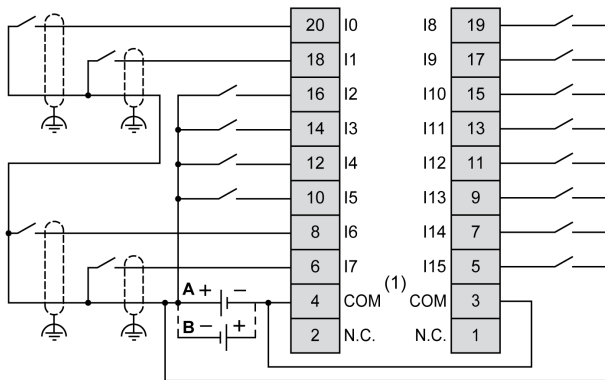 20 I0 I8 19
18 I1 I9 17
16 I2 I10 15
14 I3 I11 13
12 I4 I12 11
10 I5 I13 9
8 I6 I14 7
6 I7 I15 5
(1)
A + − 4 COM COM 3
B − + 2 N.C. N.C. 1